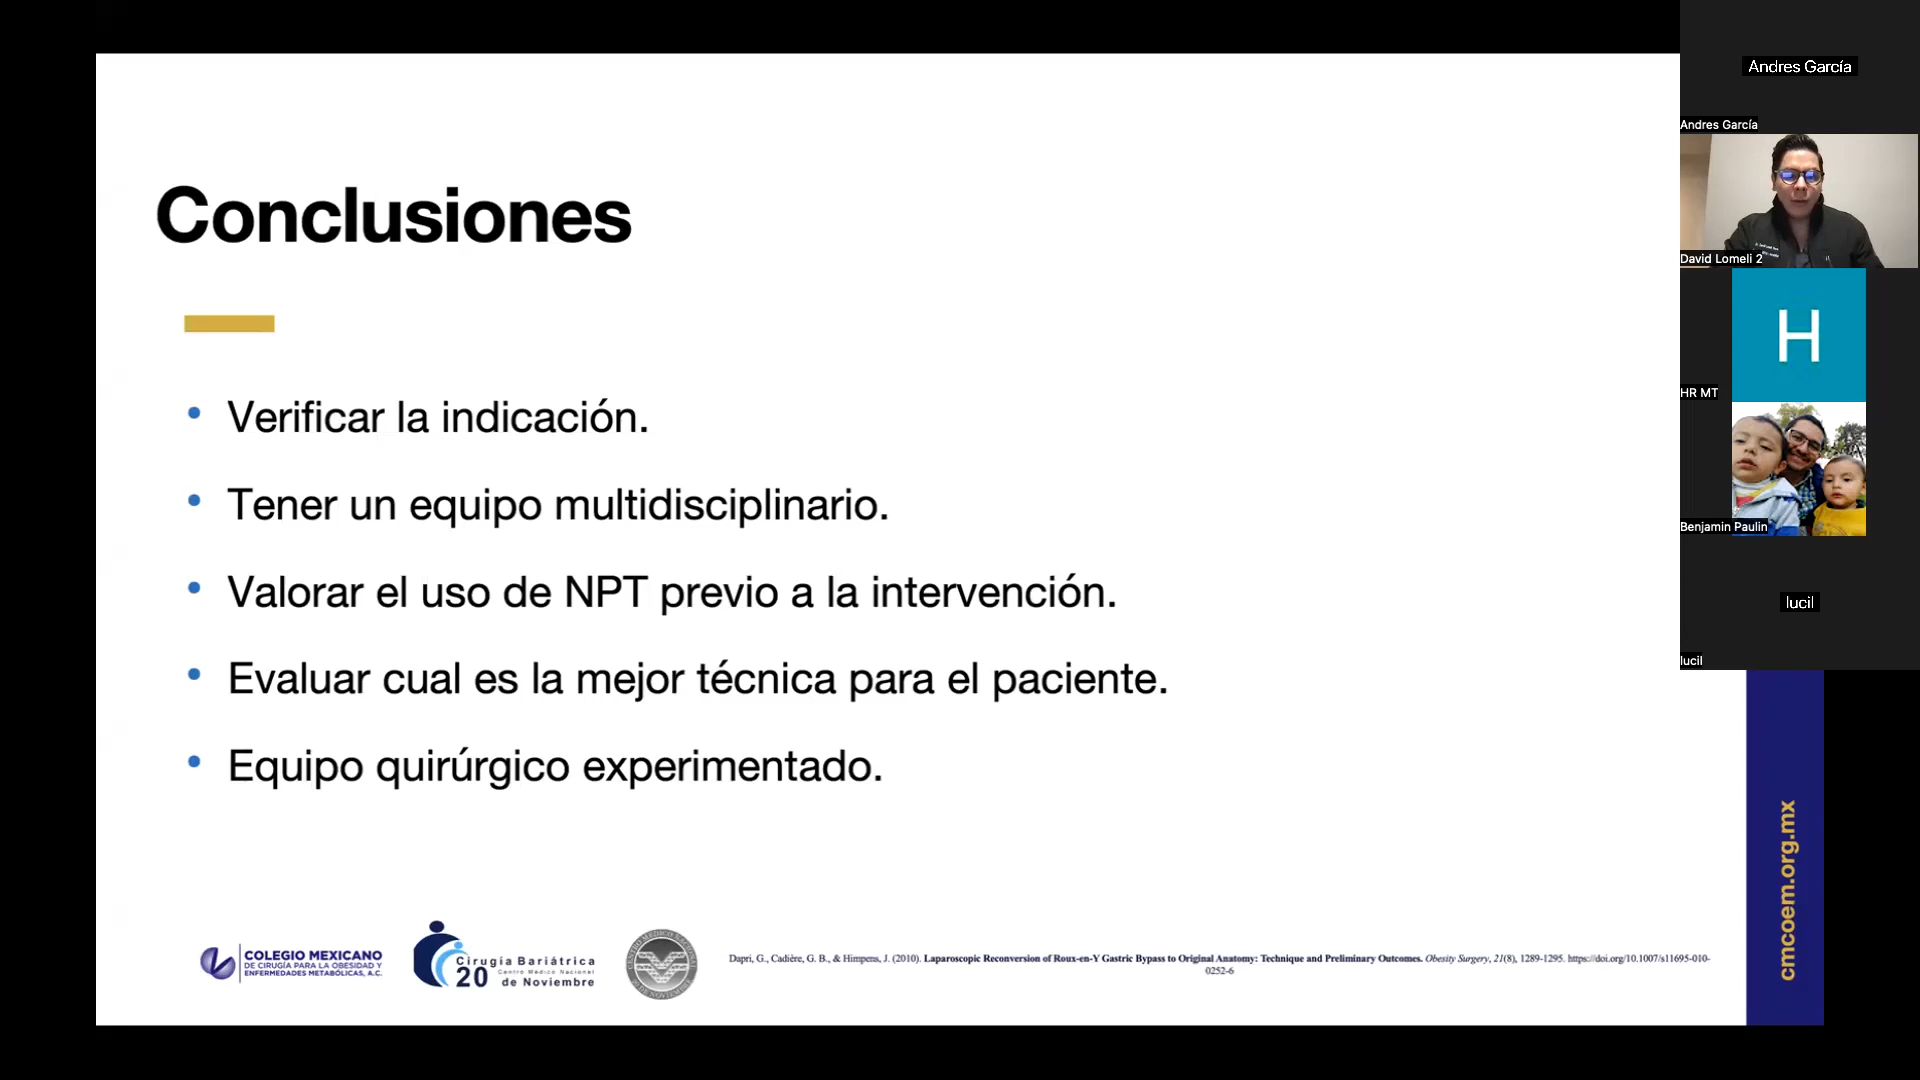 Conclusiones
Verificar la indicación.
Tener un equipo multidisciplinario.
Valorar el uso de NPT previo a la intervención.
Evaluar cual es la mejor técnica para el paciente.
Equipo quirúrgico experimentado.
COLEGIO MEXICANO
DE CIRUGÍA PARA LA OBESIDAD Y
ENFERMEDADES METABÓLICAS, A.C.
Cirugía Bariátrica
Centro Médico Nacional
20 de Noviembre
Dapri, G., Cadière, G. B., & Himpens, J. (2010). Laparoscopic Reconversion of Roux-en-Y Gastric Bypass to Original Anatomy: Technique and Preliminary Outcomes. Obesity Surgery, 21(8), 1289-1295. https://doi.org/10.1007/s11695-010-
0252-6
cmcoem.org.mx
Andres García
Andres García
David Lomeli 2
H
HR MT
Benjamin Paulin
lucil
lucil